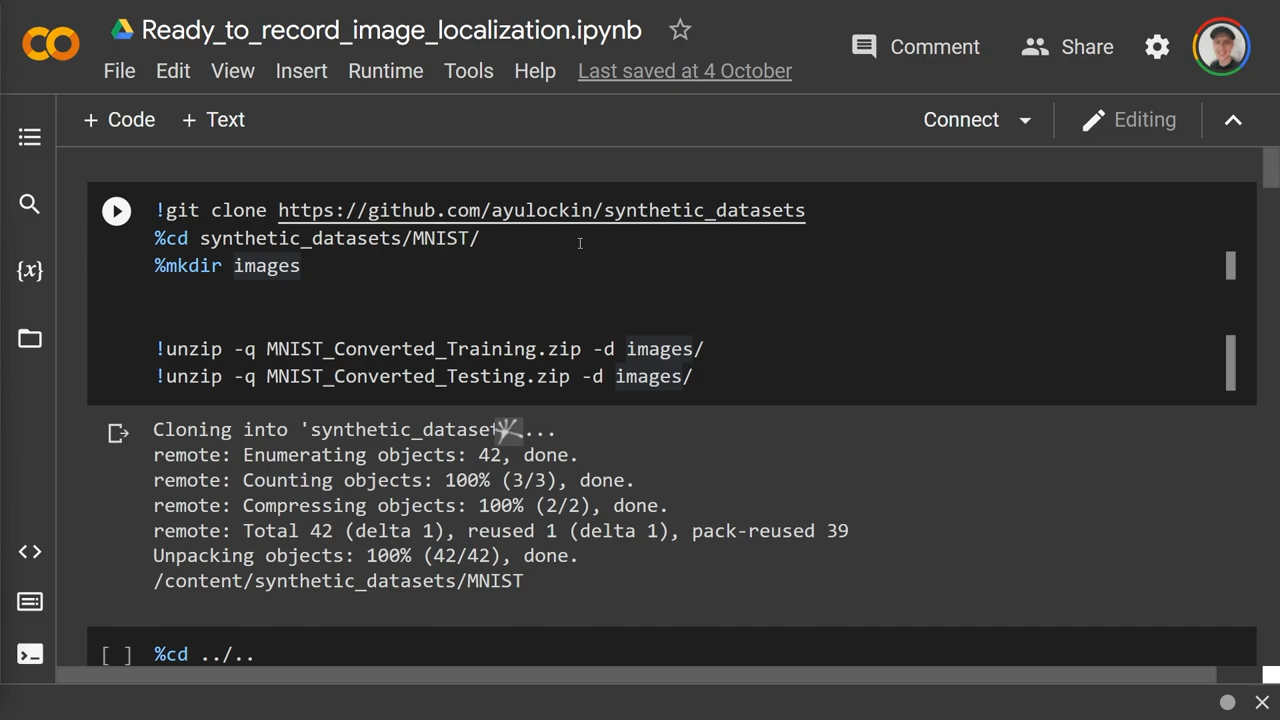 Ready_to_record_image_localization.ipynb
Comment
Share
File Edit View Insert Runtime Tools Help Last saved at 4 October
+ Code + Text
Connect
Editing
!git clone https://github.com/ayulockin/synthetic_datasets
%cd synthetic_datasets/MNIST/
%mkdir images
!unzip -q MNIST_Converted_Training.zip -d images/
!unzip -q MNIST_Converted_Testing.zip -d images/
Cloning into 'synthetic_dataset ...
remote: Enumerating objects: 42, done.
remote: Counting objects: 100% (3/3), done.
remote: Compressing objects: 100% (2/2), done.
remote: Total 42 (delta 1), reused 1 (delta 1), pack-reused 39
Unpacking objects: 100% (42/42), done.
/content/synthetic_datasets/MNIST
[ ] %cd ../..